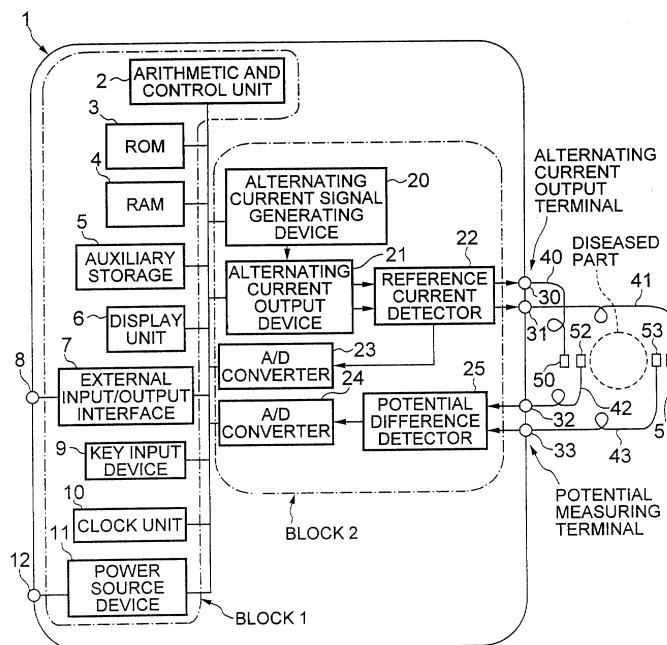 1
2
ARITHMETIC AND
CONTROL UNIT
3
ROM
4
RAM
5
AUXILIARY
STORAGE
6
DISPLAY
UNIT
7
8
EXTERNAL
INPUT/OUTPUT
INTERFACE
9
KEY INPUT
DEVICE
10
CLOCK UNIT
11
12
POWER
SOURCE
DEVICE
BLOCK 1
20
ALTERNATING
CURRENT SIGNAL
GENERATING
DEVICE
21
ALTERNATING
CURRENT
OUTPUT
DEVICE
22
REFERENCE
CURRENT
DETECTOR
23
A/D
CONVERTER
24
A/D
CONVERTER
25
POTENTIAL
DIFFERENCE
DETECTOR
BLOCK 2
ALTERNATING
CURRENT
OUTPUT
TERMINAL
DISEASED
PART
40
41
30
31
52
53
50
5
32
42
33
43
POTENTIAL
MEASURING
TERMINAL